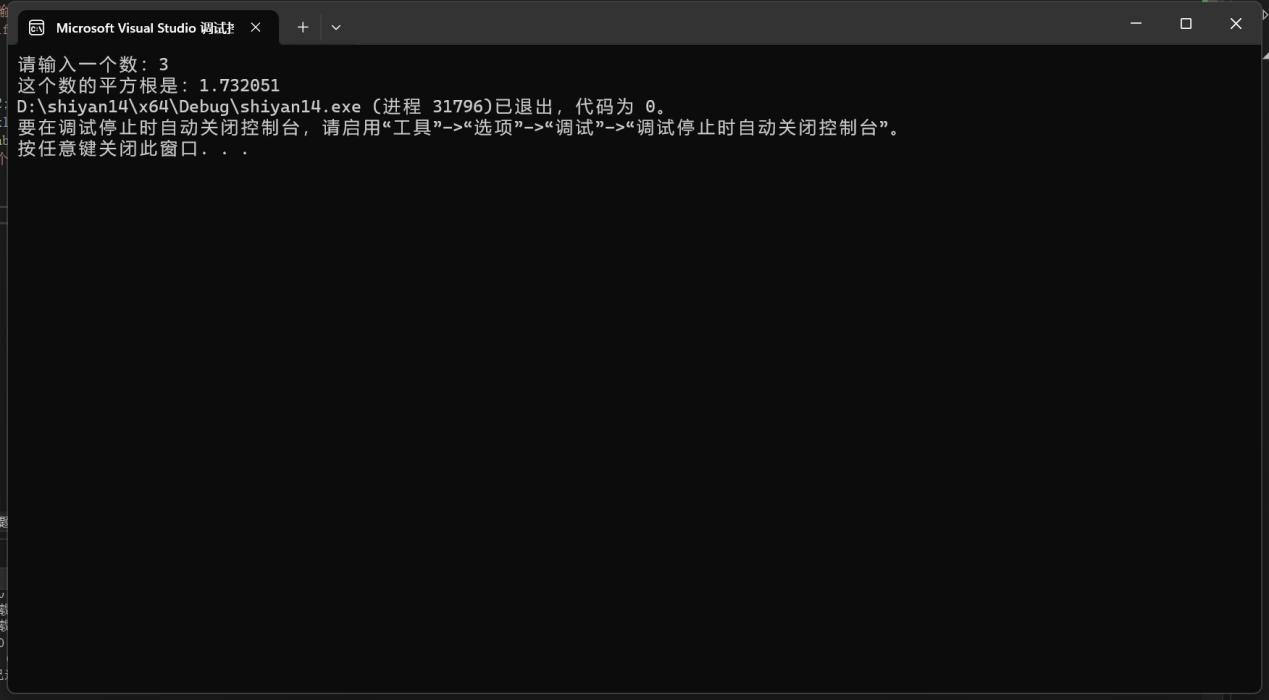 Microsoft Visual Studio 调试
请输入一个数: 3
这个数的平方根是: 1.732051
D:\shiyan14\x64\Debug\shiyan14.exe (进程 31796)已退出，代码为 0。
要在调试停止时自动关闭控制台，请启用“工具”->“选项”->“调试”->“调试停止时自动关闭控制台”。
按任意键关闭此窗口. . .